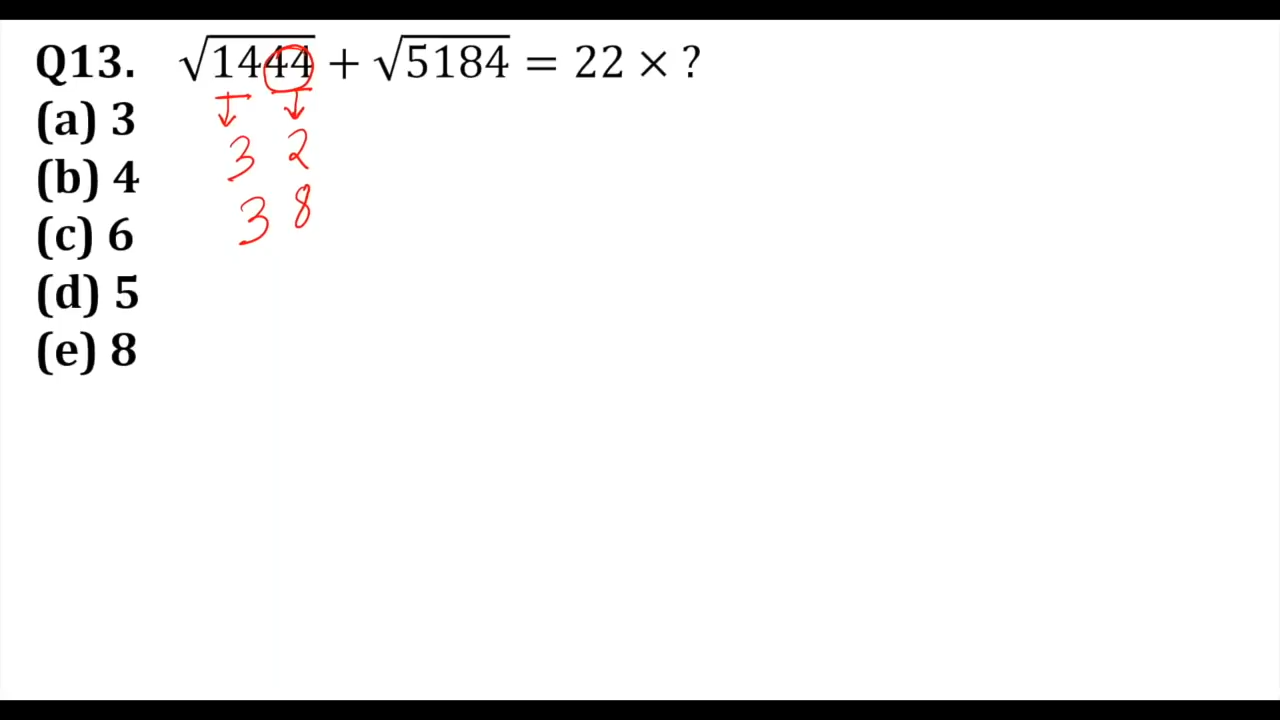 Q13. √1444 + √5184 = 22 × ?
(a) 3
(b) 4
(c) 6
(d) 5
(e) 8
3 2
3 8